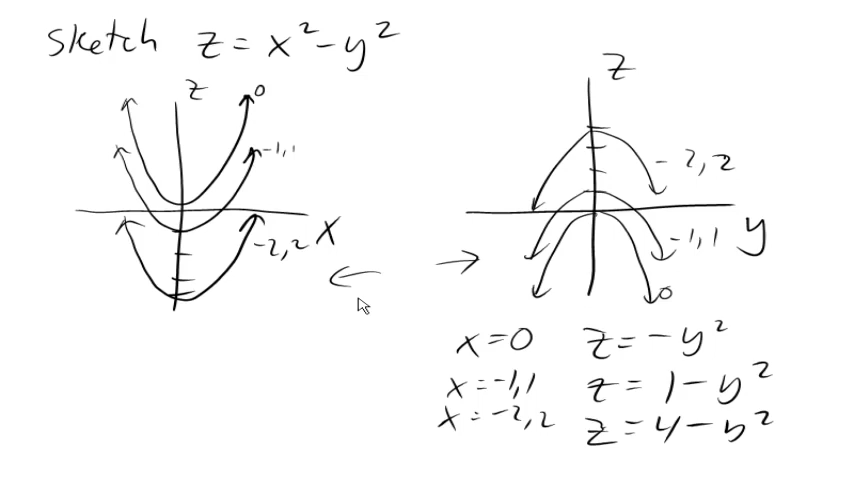 Sketch z = x² - y²
z
z
0
-1,1
-2,2
-2,2
x
-1,1
y
0
x=0 z=-y²
x=-1,1 z=1-y²
x=-2,2 z=4-y²